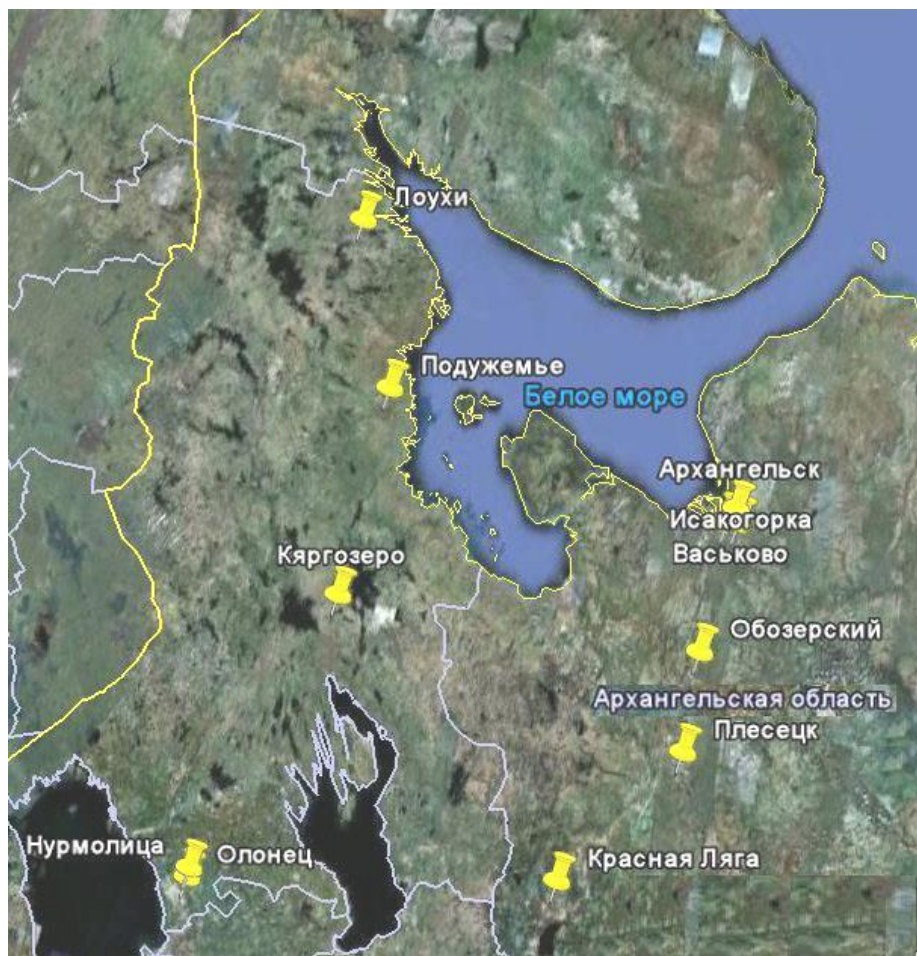 Лоухи
Подужемье
Белое море
Архангельск
Исакогорка
Васьково
Кяргозеро
Обозерский
Архангельская область
Плесецк
Нурмолица
Олонец
Красная Ляга